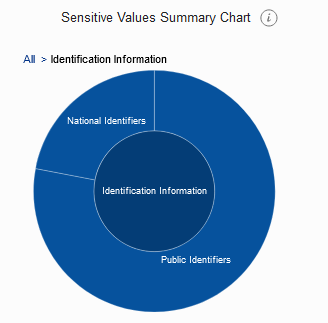 Sensitive Values Summary Chart i
All > Identification Information
National Identifiers
Identification Information
Public Identifiers